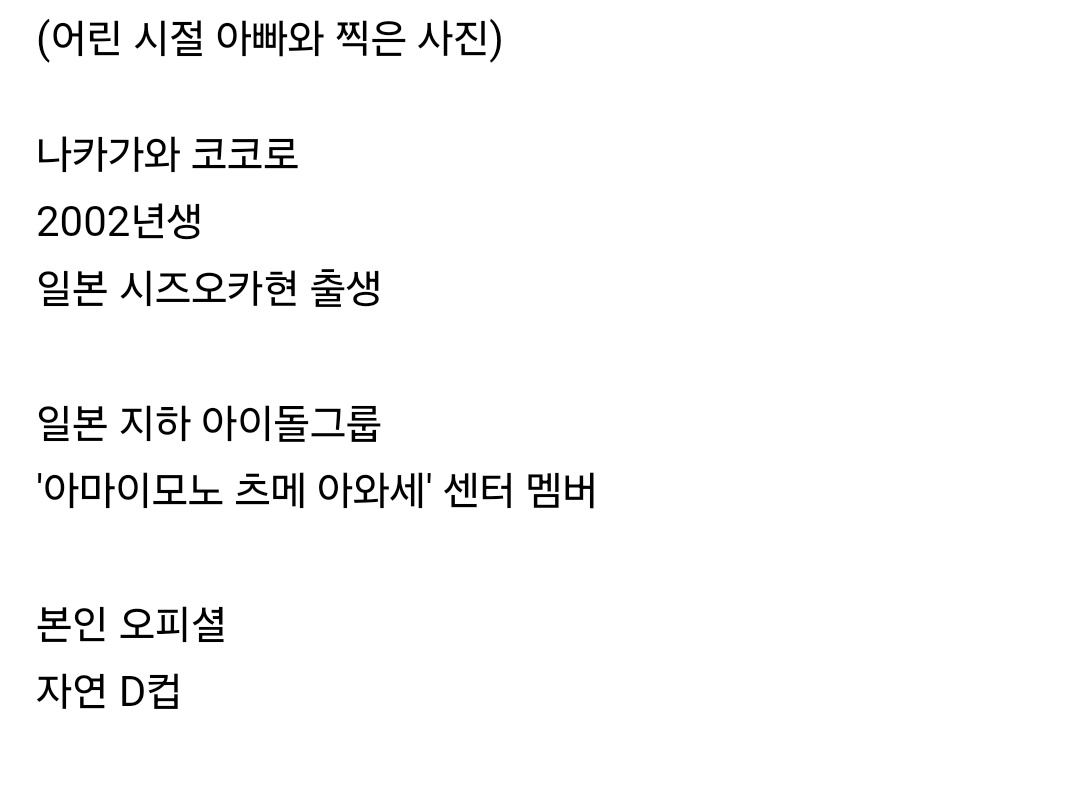 (어린 시절 아빠와 찍은 사진)
나카가와 코코로
2002년생
일본 시즈오카현 출생
일본 지하 아이돌그룹
'아마이모노 츠메 아와세' 센터 멤버
본인 오피셜
자연 D컵